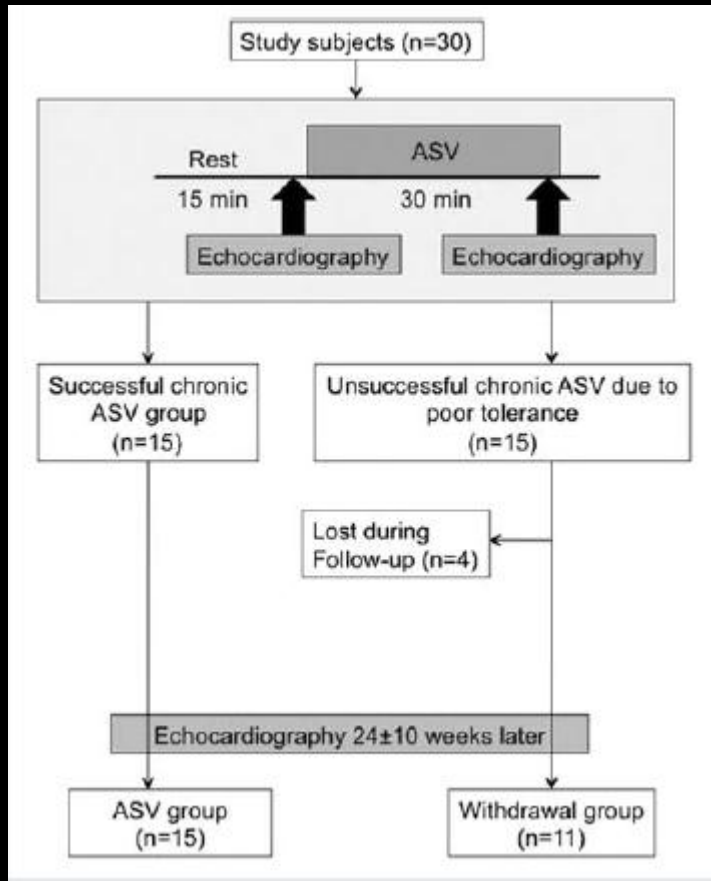 Study subjects (n=30)
ASV
Rest
15 min
30 min
Echocardiography
Echocardiography
Successful chronic
ASV group
(n=15)
Unsuccessful chronic ASV due to
poor tolerance
(n=15)
Lost during
Follow-up (n=4)
Echocardiography 24±10 weeks later
ASV group
(n=15)
Withdrawal group
(n=11)